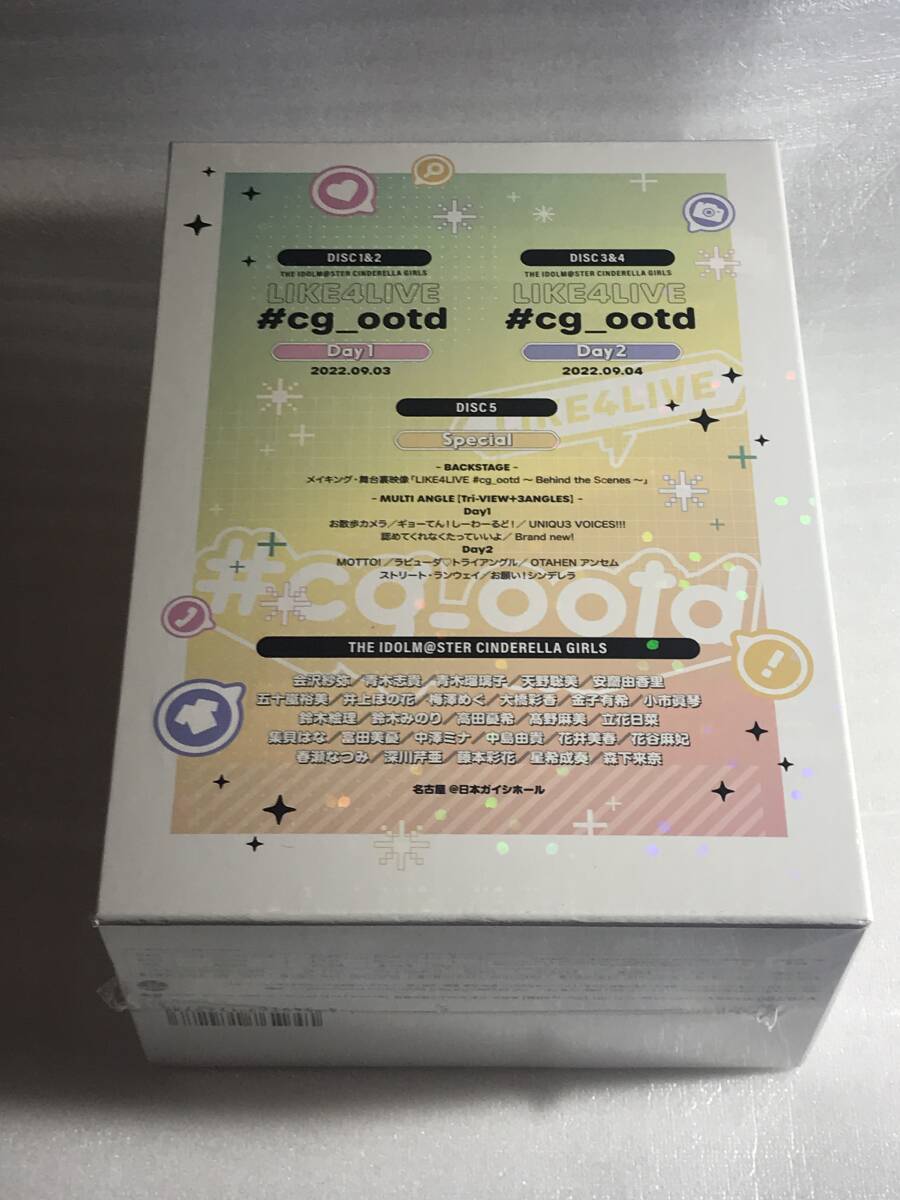 DISC1&2
THE IDOLM@STER CINDERELLA GIRLS
LIKE4LIVE
#cg_ootd
Day1
2022.09.03
DISC3&4
THE IDOLM@STER CINDERELLA GIRLS
LIKE4LIVE
#cg_ootd
Day2
2022.09.04
LIKE4LIVE
DISC5
Special
- BACKSTAGE -
メイキング・舞台裏映像「LIKE4LIVE #cg_ootd ～ Behind the Scenes ～」
- MULTI ANGLE [Tri-VIEW+3ANGLES] -
Day1
お散歩カメラ／ギョーてん！しーわーるど！／ UNIQU3 VOICES!!!
認めてくれなくたっていいよ／ Brand new!
Day2
MOTTO!／ラビューダ♡トライアングル／ OTAHEN アンセム
ストリート・ランウェイ／お願い！シンデレラ
#cg_ootd
THE IDOLM@STER CINDERELLA GIRLS
会沢紗弥／青木志貴／青木瑠璃子／天野聡美／安齋由香里
五十嵐裕美／井上ほの花／梅澤めぐ／大橋彩香／金子有希／小市眞琴
鈴木絵理／鈴木みのり／高田憂希／高野麻美／立花日菜
集貝はな／富田美憂／中澤ミナ／中島由貴／花井美春／花谷麻妃
春瀬なつみ／深川芹亜／藤本彩花／星希成奏／森下来奈
名古屋 @日本ガイシホール